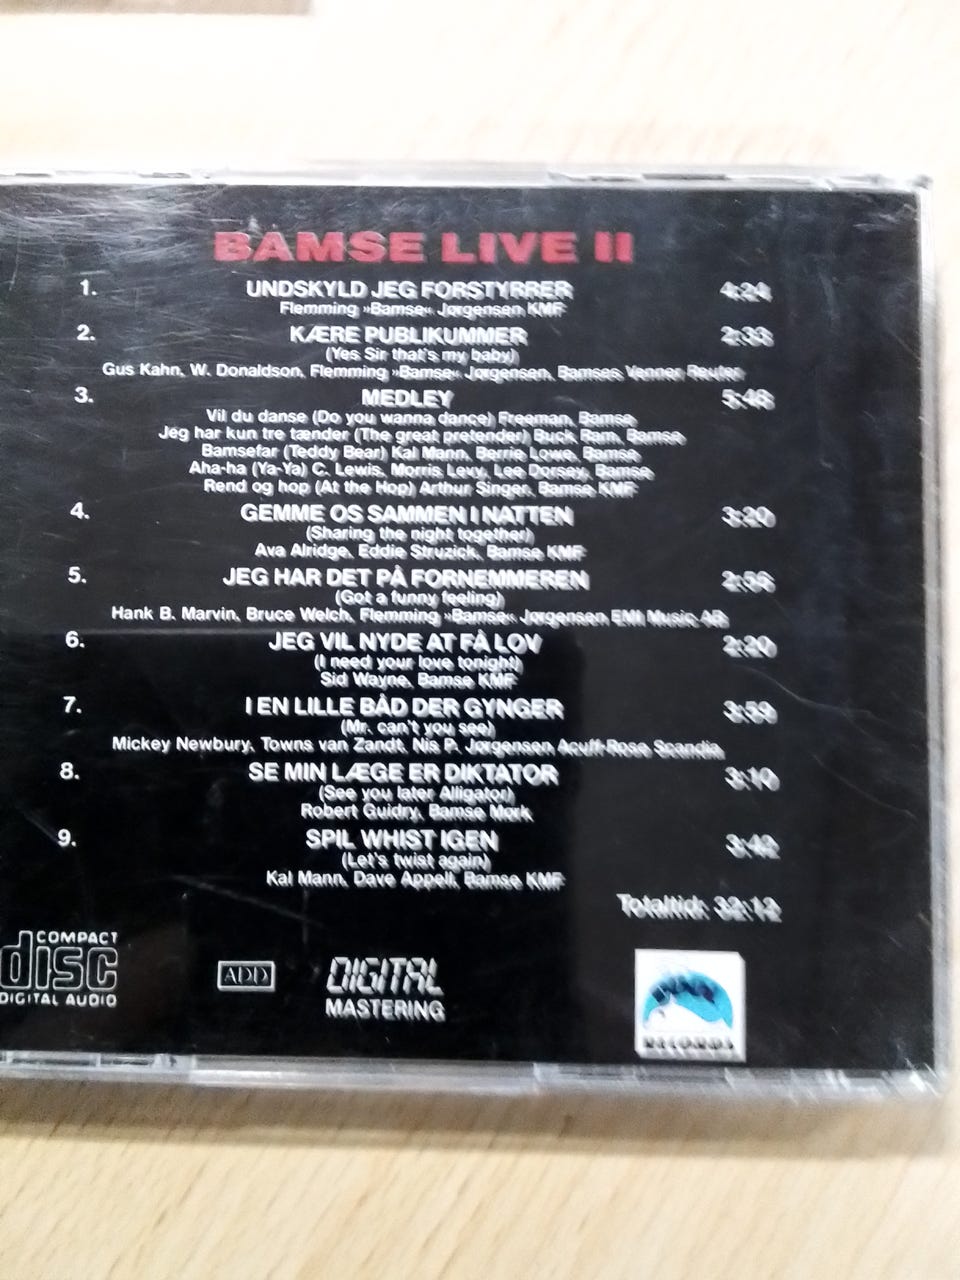 BAMSE LIVE II
1. UNDSKYLD JEG FORSTYRRER 4:24
Flemming »Bamse« Jørgensen KMF
2. KÆRE PUBLIKUMMER 2:33
(Yes Sir that's my baby)
Gus Kahn, W. Donaldson, Flemming »Bamse« Jørgensen, Bamses Venner Reuter
3. MEDLEY 5:48
Vil du danse (Do you wanna dance) Freeman, Bamse
Jeg har kun tre tænder (The great pretender) Buck Ram, Bamse
Bamsefar (Teddy Bear) Kal Mann, Berrie Lowe, Bamse
Aha-ha (Ya-Ya) C. Lewis, Morris Levy, Lee Dorsey, Bamse
Rend og hop (At the Hop) Arthur Singer, Bamse KMF
4. GEMME OS SAMMEN I NATTEN 3:20
(Sharing the night together)
Ava Alridge, Eddie Struzick, Bamse KMF
5. JEG HAR DET PÅ FORNEMMEREN 2:56
(Got a funny feeling)
Hank B. Marvin, Bruce Welch, Flemming »Bamse« Jørgensen EMI Music AB
6. JEG VIL NYDE AT FÅ LOV 2:20
(I need your love tonight)
Sid Wayne, Bamse KMF
7. I EN LILLE BÅD DER GYNGER 3:59
(Mr. can't you see)
Mickey Newbury, Towns van Zandt, Nis P. Jørgensen Acuff-Rose Scandia
8. SE MIN LÆGE ER DIKTATOR 3:10
(See you later Alligator)
Robert Guidry, Bamse Mørk
9. SPIL WHIST IGEN 3:42
(Let's twist again)
Kal Mann, Dave Appell, Bamse KMF
Totaltid: 32:12
COMPACT
disc
DIGITAL AUDIO
ADD
DIGITAL
MASTERING
RECORDS